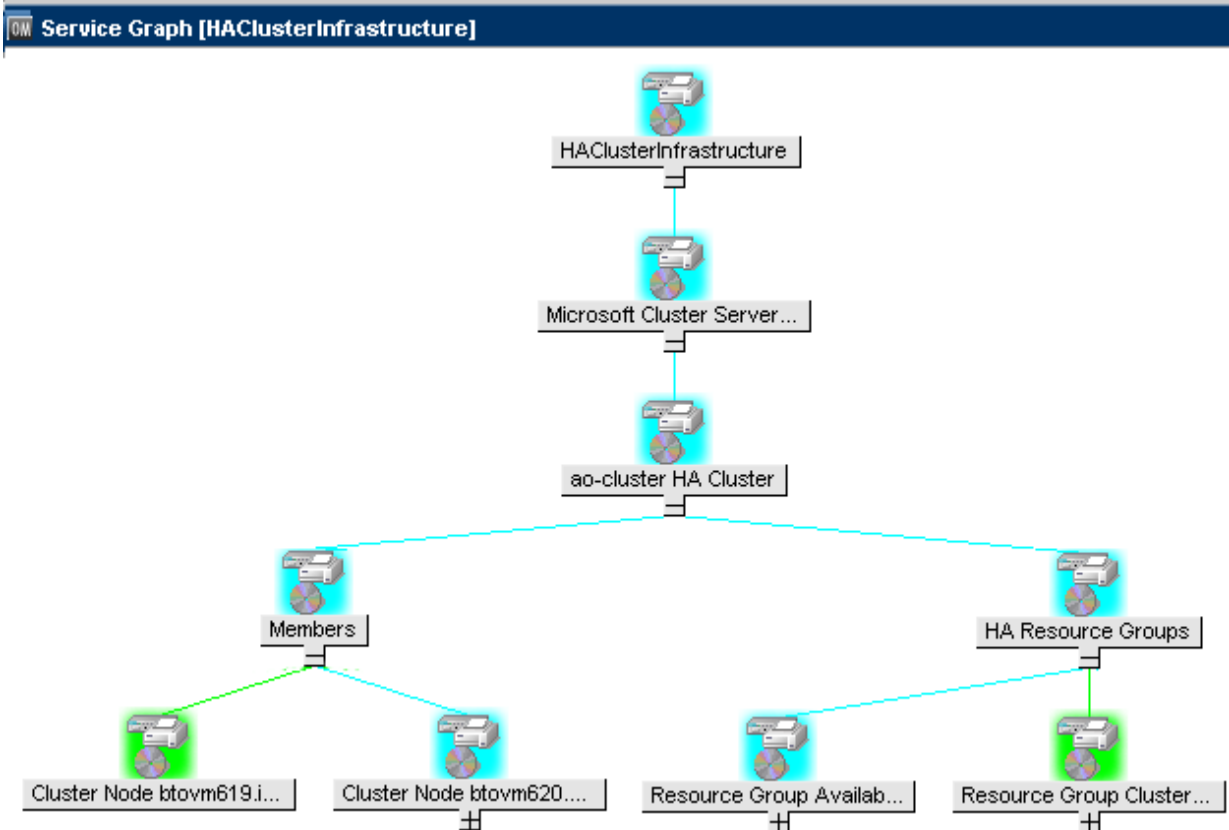 OM Service Graph [HAClusterInfrastructure]
HAClusterInfrastructure
Microsoft Cluster Server...
ao-cluster HA Cluster
Members
HA Resource Groups
Cluster Node btovm619.i...
Cluster Node btovm620....
Resource Group Availab...
Resource Group Cluster...